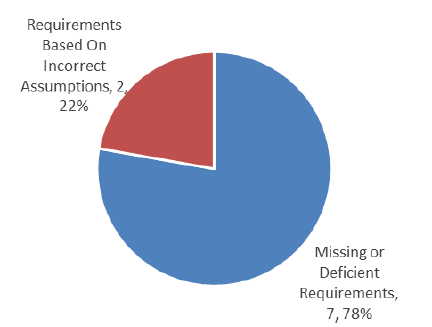 Requirements
Based On
Incorrect
Assumptions, 2,
22%
Missing or
Deficient
Requirements,
7, 78%